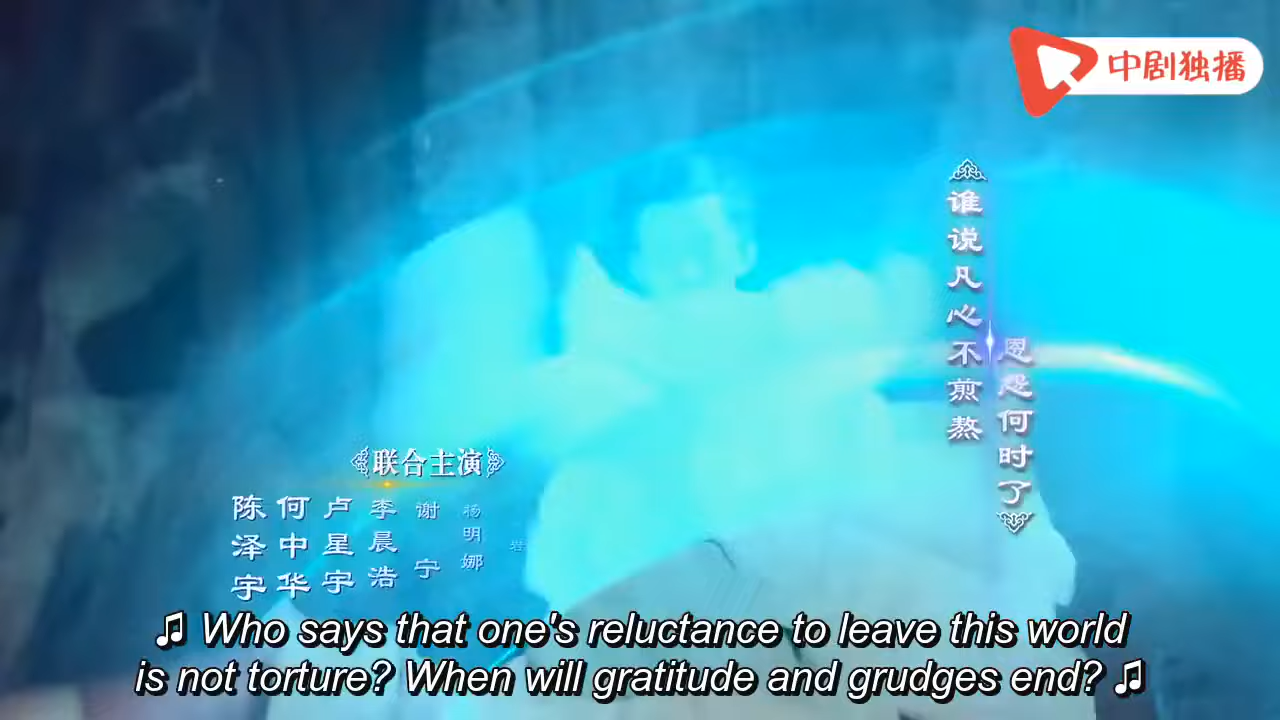 中剧独播
谁说凡心不煎熬
恩怨何时了
联合主演
陈泽宇
何中华
卢星宇
李晨浩
谢宁
杨明娜
♫ Who says that one's reluctance to leave this world
is not torture? When will gratitude and grudges end? ♫